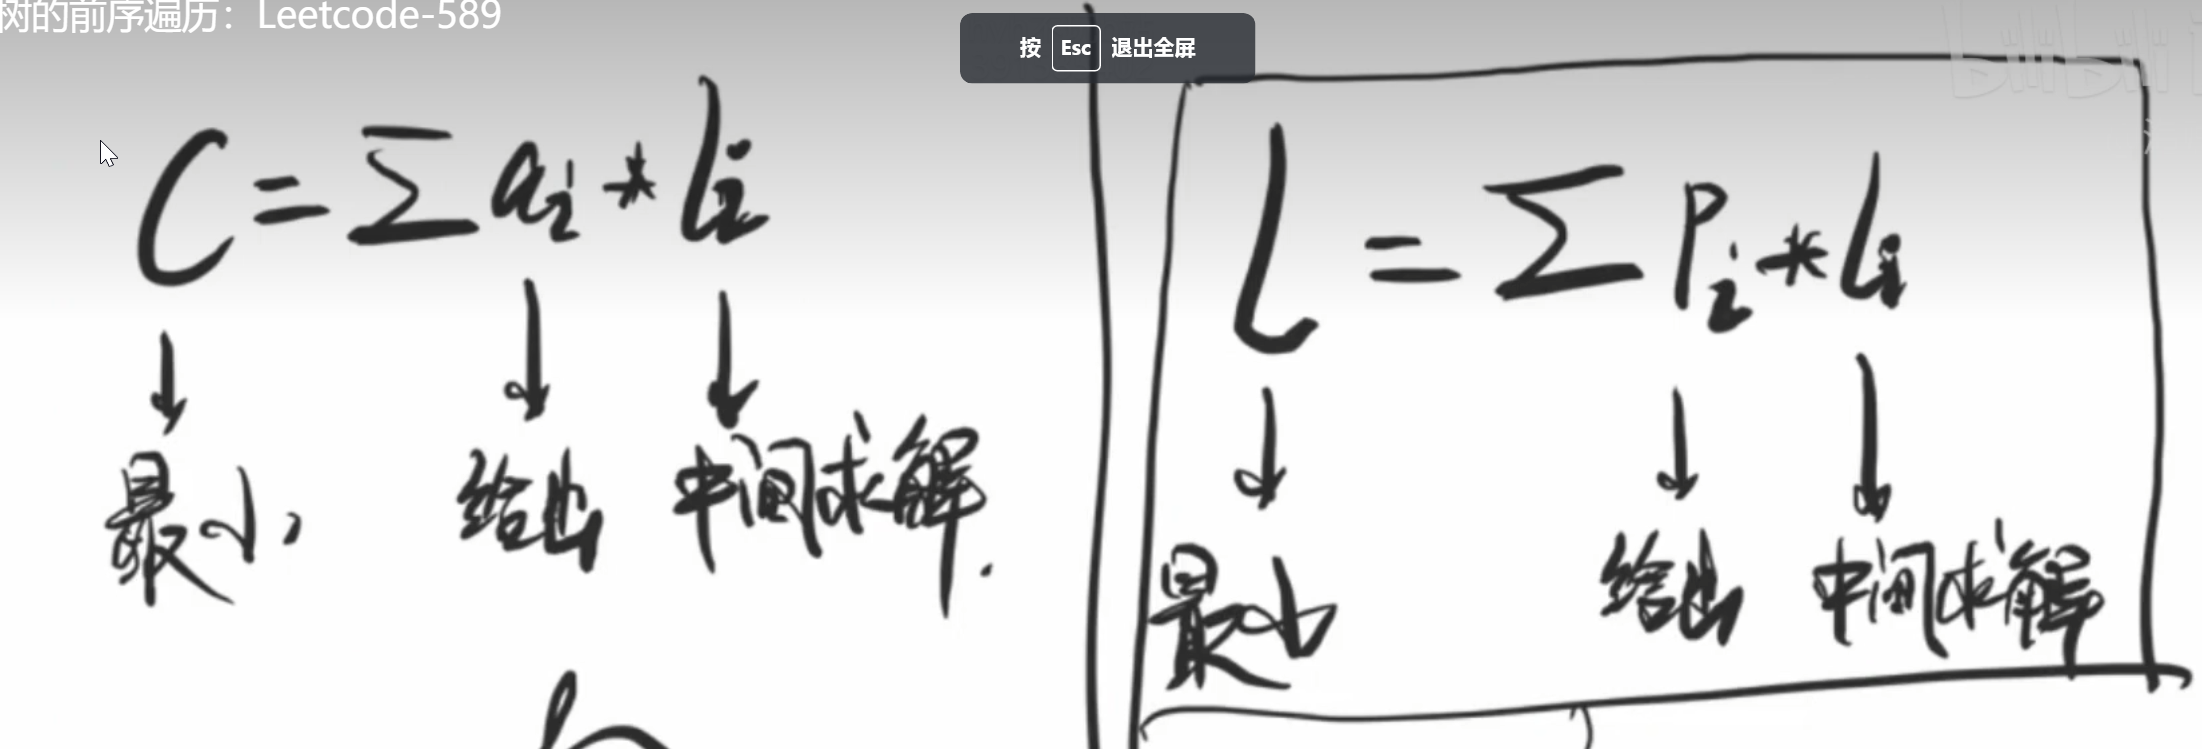 树的前序遍历：Leetcode-589
按 Esc 退出全屏
bilibili
C = Σ ai * li
最小,
给出
中间求解.
L = Σ Pi * li
最小
给出
中间求解